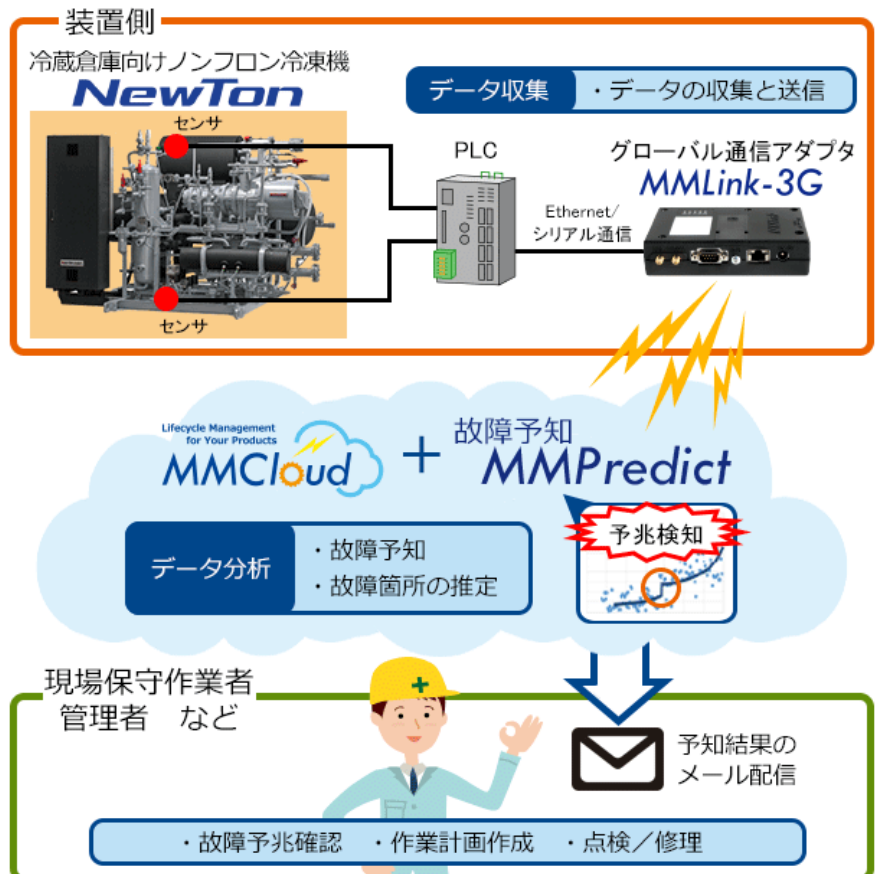 装置側
冷蔵倉庫向けノンフロン冷凍機
NewTon
センサ
センサ
データ収集
・データの収集と送信
PLC
Ethernet/
シリアル通信
グローバル通信アダプタ
MMLink-3G
Lifecycle Management
for Your Products
MMCloud
+
故障予知
MMPredict
データ分析
・故障予知
・故障箇所の推定
予兆検知
現場保守作業者
管理者 など
予知結果の
メール配信
・故障予兆確認 ・作業計画作成 ・点検／修理